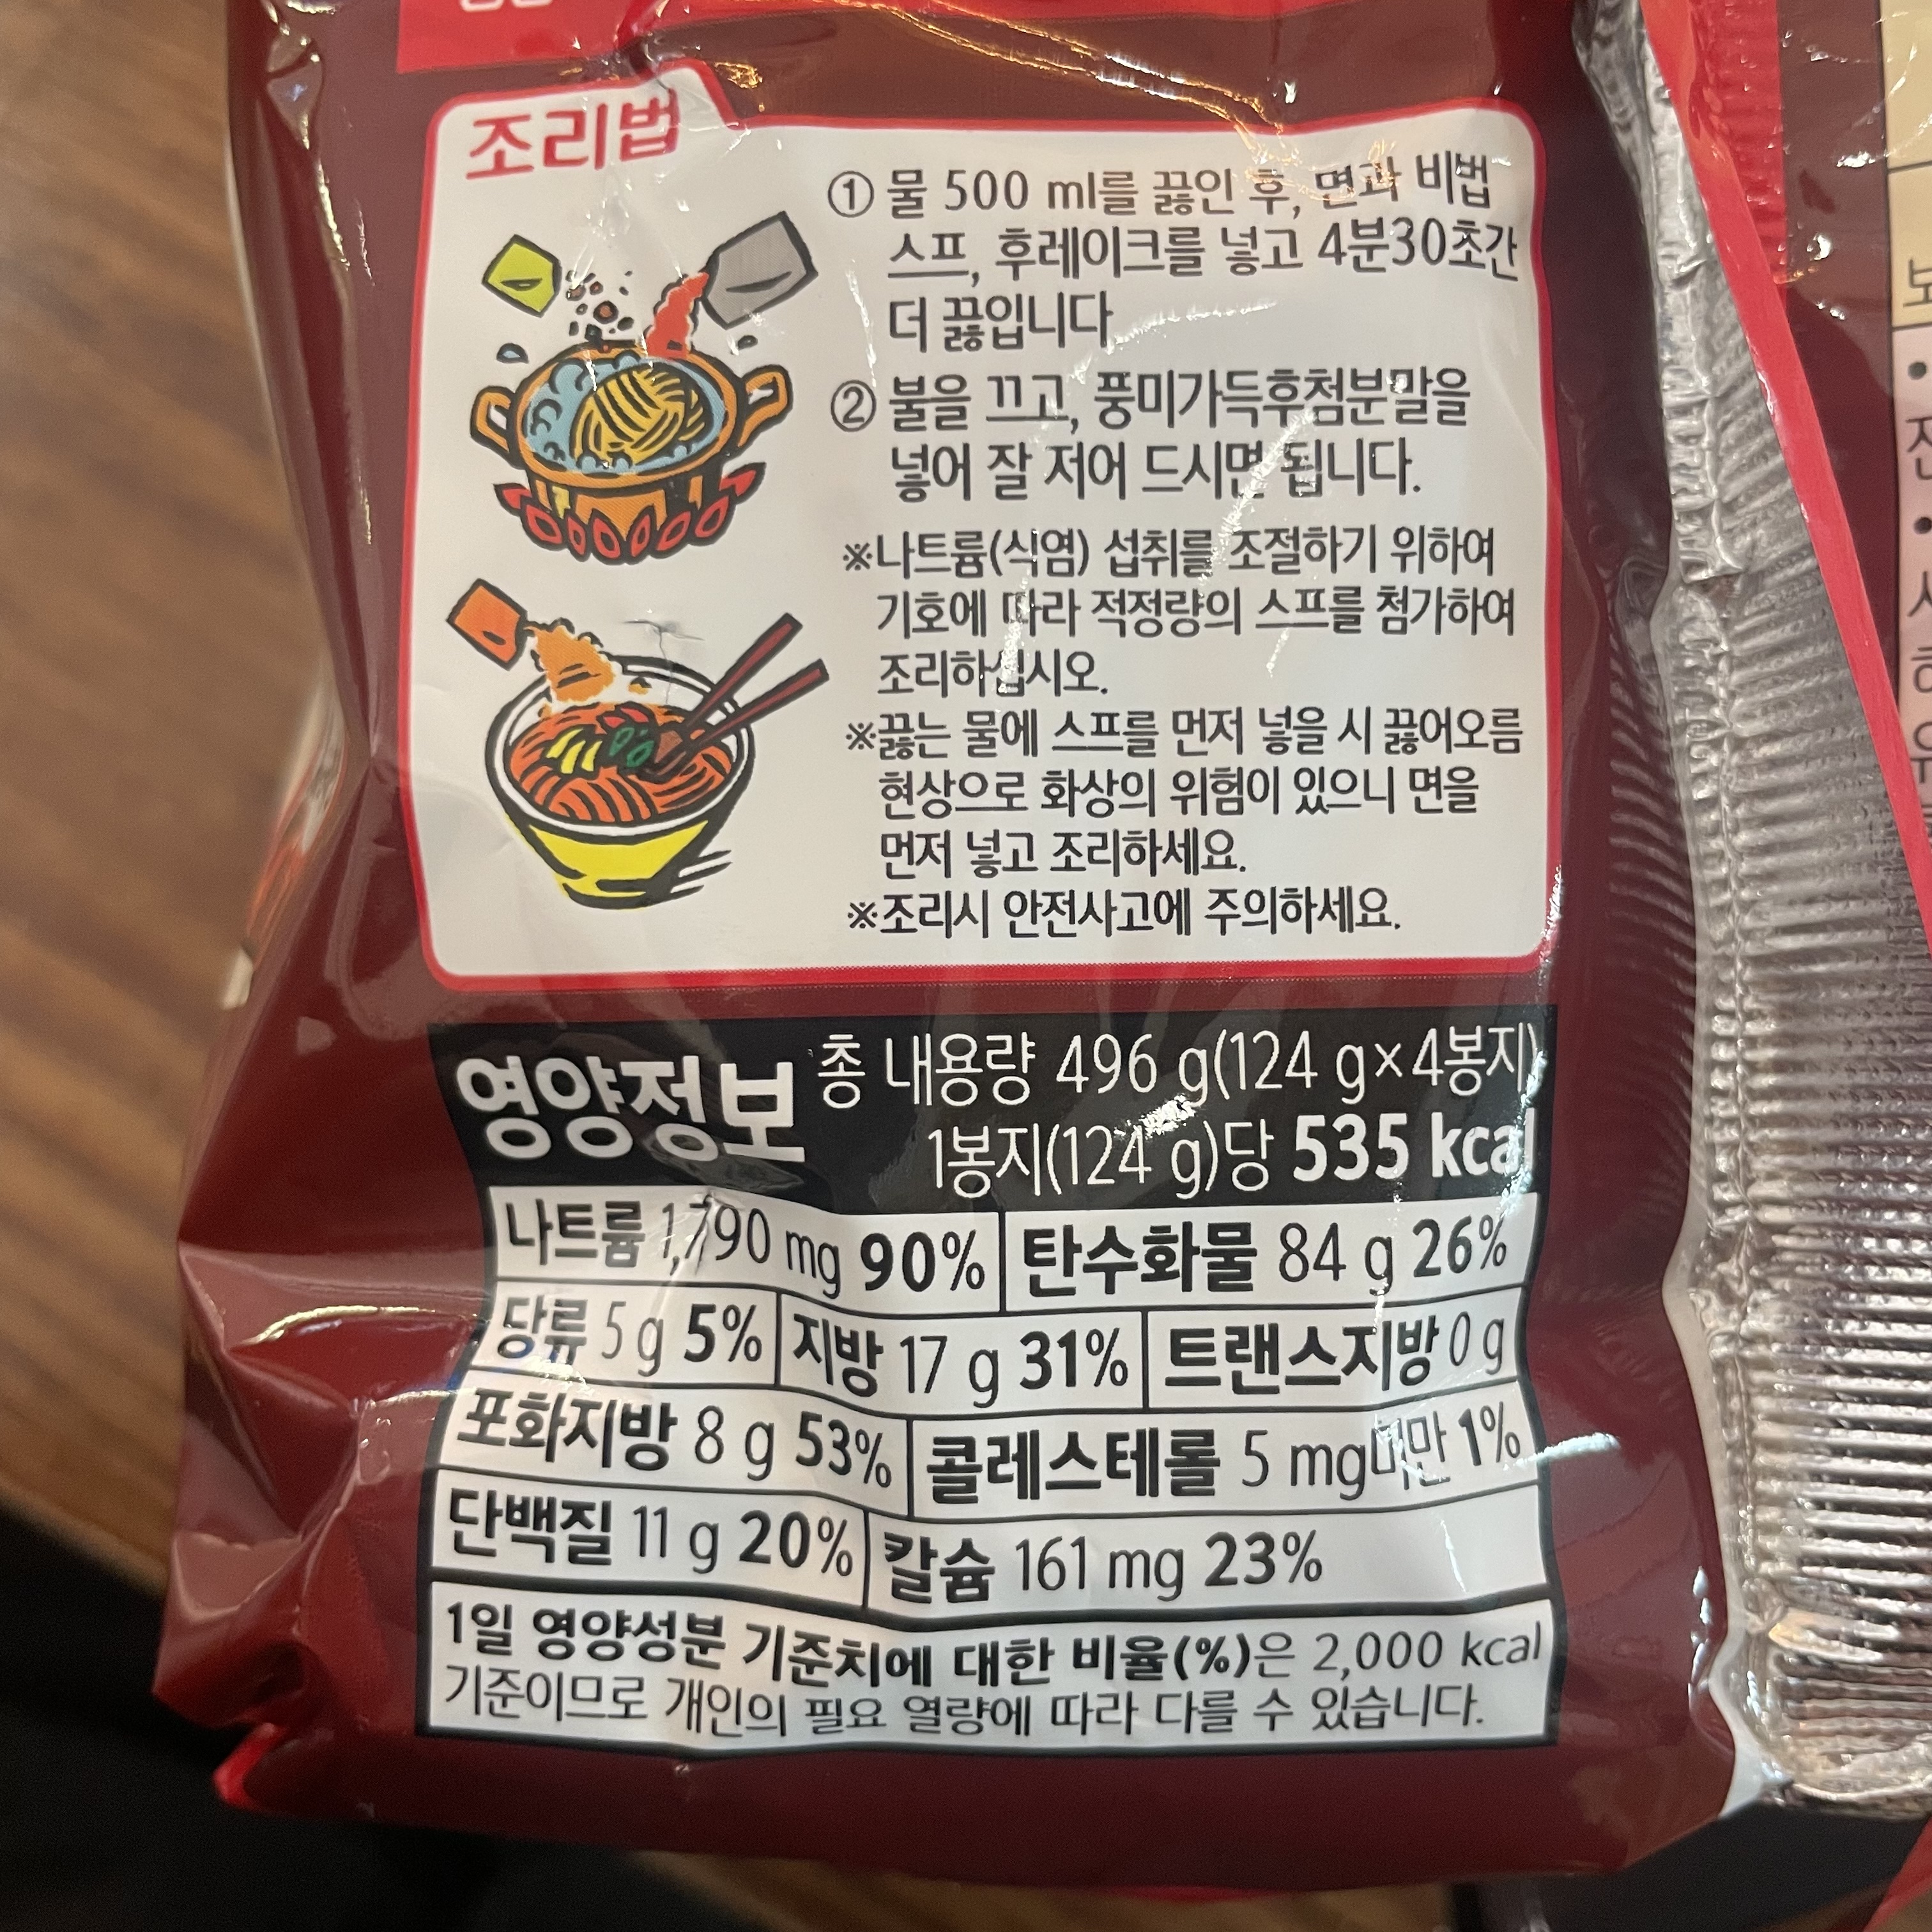 조리법
① 물 500 ml를 끓인 후, 면과 비법
스프, 후레이크를 넣고 4분30초간
더 끓입니다
② 불을 끄고, 풍미가득후첨분말을
넣어 잘 저어 드시면 됩니다.
※나트륨(식염) 섭취를 조절하기 위하여
기호에 따라 적정량의 스프를 첨가하여
조리하십시오.
※끓는 물에 스프를 먼저 넣을 시 끓어오름
현상으로 화상의 위험이 있으니 면을
먼저 넣고 조리하세요.
※조리시 안전사고에 주의하세요.
영양정보
총 내용량 496 g(124 g×4봉지)
1봉지(124 g)당 535 kcal
나트륨 1,790 mg 90% 탄수화물 84 g 26%
당류 5 g 5% 지방 17 g 31% 트랜스지방 0 g
포화지방 8 g 53% 콜레스테롤 5 mg미만 1%
단백질 11 g 20% 칼슘 161 mg 23%
1일 영양성분 기준치에 대한 비율(%)은 2,000 kcal
기준이므로 개인의 필요 열량에 따라 다를 수 있습니다.